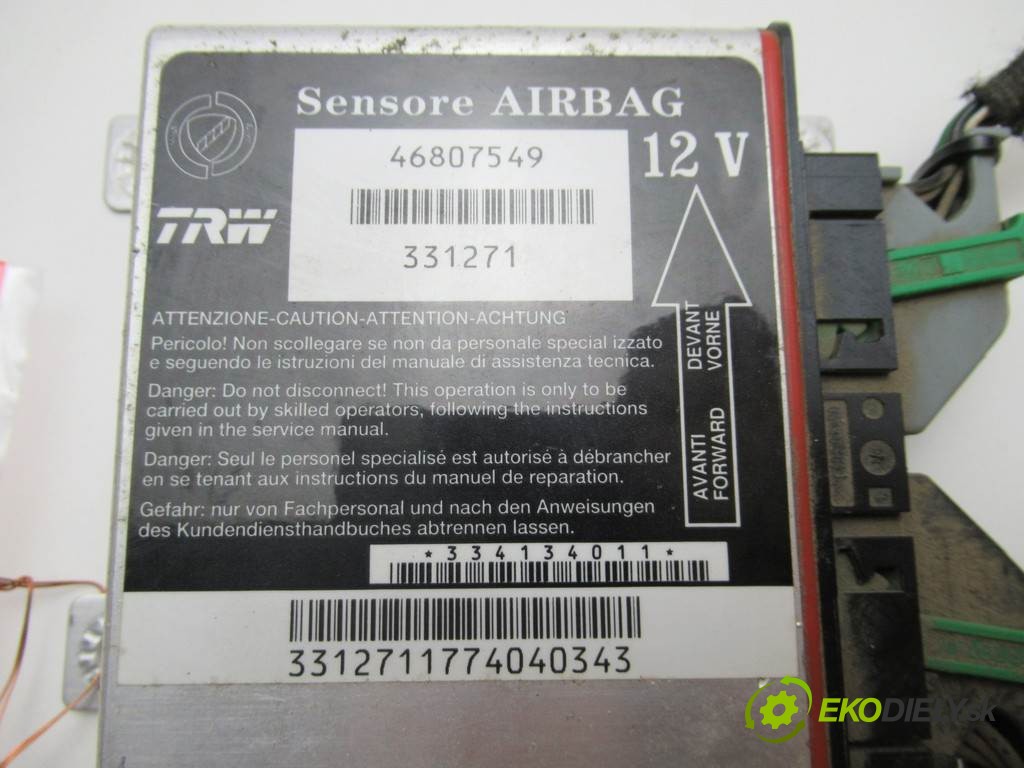 Sensore AIRBAG
12 V
46807549
331271
TRW
DEVANT
VORNE
AVANTI
FORWARD
ATTENZIONE-CAUTION-ATTENTION-ACHTUNG
Pericolo! Non scollegare se non da personale special izzato
e seguendo le istruzioni del manuale di assistenza tecnica.
Danger: Do not disconnect! This operation is only to be
carried out by skilled operators, following the instructions
given in the service manual.
Danger: Seul le personel specialisé est autorisé à débrancher
en se tenant aux instructions du manuel de reparation.
Gefahr: nur von Fachpersonal und nach den Anweisungen
des Kundendiensthandbuches abtrennen lassen.
*334134011*
3312711774040343
EKODIELY.sk